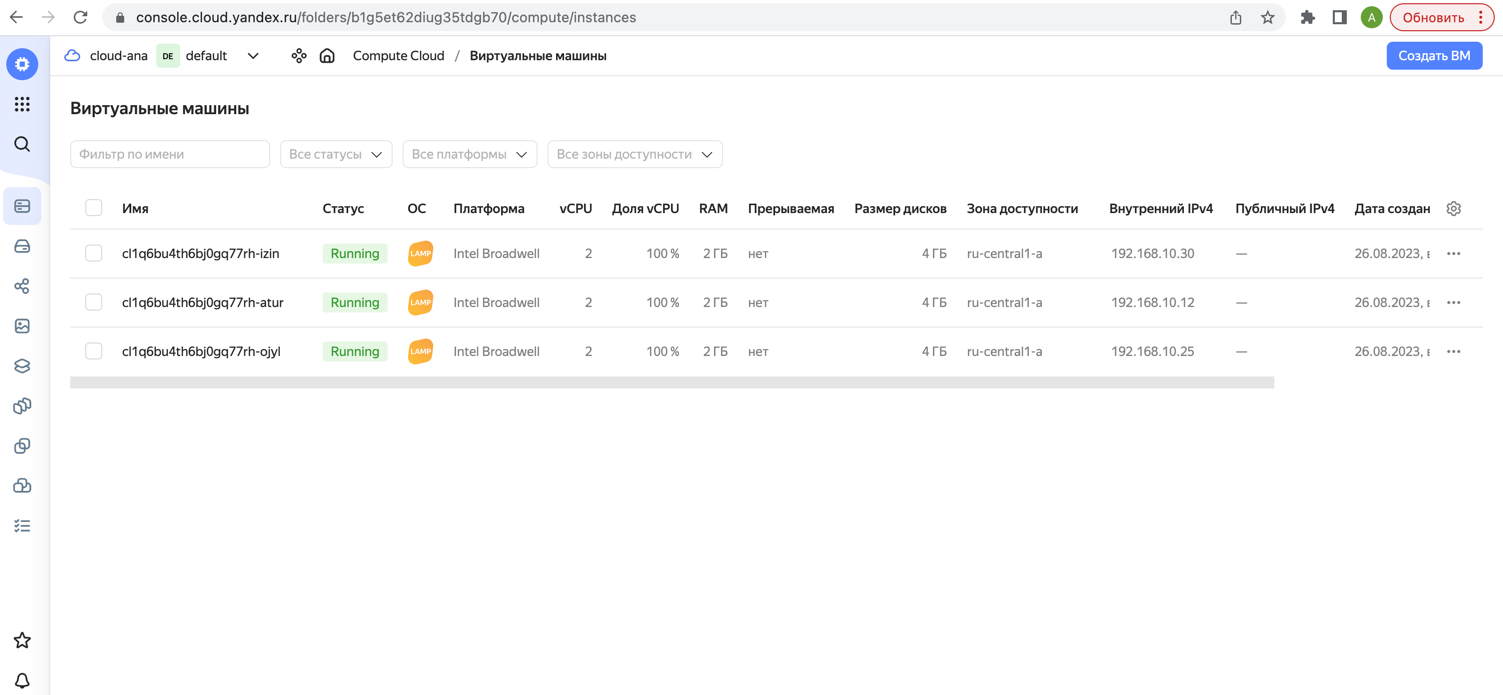 console.cloud.yandex.ru/folders/b1g5et62diug35tdgb70/compute/instances
A
Обновить
cloud-ana DE default Compute Cloud / Виртуальные машины
Создать ВМ
Виртуальные машины
Фильтр по имени Все статусы Все платформы Все зоны доступности
Имя Статус ОС Платформа vCPU Доля vCPU RAM Прерываемая Размер дисков Зона доступности Внутренний IPv4 Публичный IPv4 Дата создан
cl1q6bu4th6bj0gq77rh-izin Running LAMP Intel Broadwell 2 100 % 2 ГБ нет 4 ГБ ru-central1-a 192.168.10.30 — 26.08.2023,
cl1q6bu4th6bj0gq77rh-atur Running LAMP Intel Broadwell 2 100 % 2 ГБ нет 4 ГБ ru-central1-a 192.168.10.12 — 26.08.2023,
cl1q6bu4th6bj0gq77rh-ojyl Running LAMP Intel Broadwell 2 100 % 2 ГБ нет 4 ГБ ru-central1-a 192.168.10.25 — 26.08.2023,